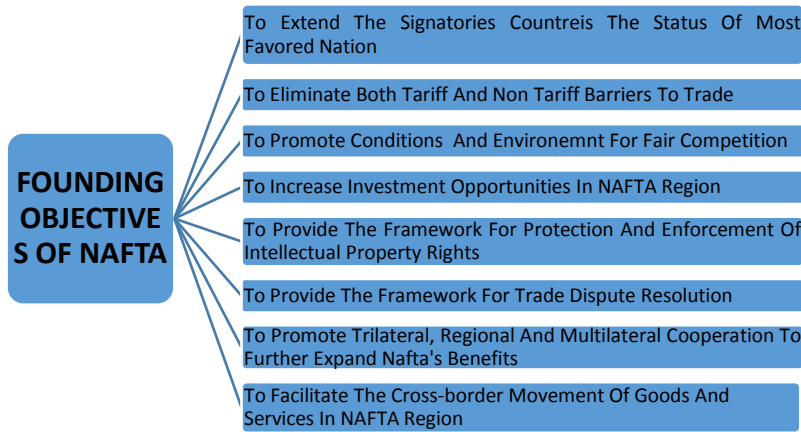 To Extend The Signatories Countreis The Status Of Most
Favored Nation
To Eliminate Both Tariff And Non Tariff Barriers To Trade
To Promote Conditions And Environemnt For Fair Competition
FOUNDING
OBJECTIVE
S OF NAFTA
To Increase Investment Opportunities In NAFTA Region
To Provide The Framework For Protection And Enforcement Of
Intellectual Property Rights
To Provide The Framework For Trade Dispute Resolution
To Promote Trilateral, Regional And Multilateral Cooperation To
Further Expand Nafta's Benefits
To Facilitate The Cross-border Movement Of Goods And
Services In NAFTA Region